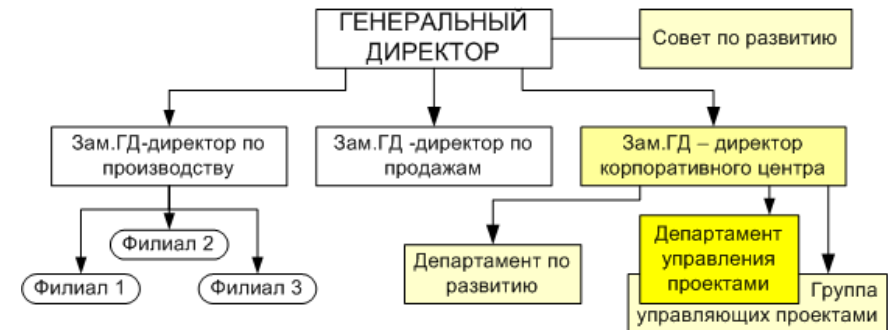 ГЕНЕРАЛЬНЫЙ
ДИРЕКТОР
Совет по развитию
Зам.ГД-директор по
производству
Зам.ГД -директор по
продажам
Зам.ГД – директор
корпоративного центра
Филиал 1
Филиал 2
Филиал 3
Департамент по
развитию
Департамент
управления
проектами
Группа
управляющих проектами